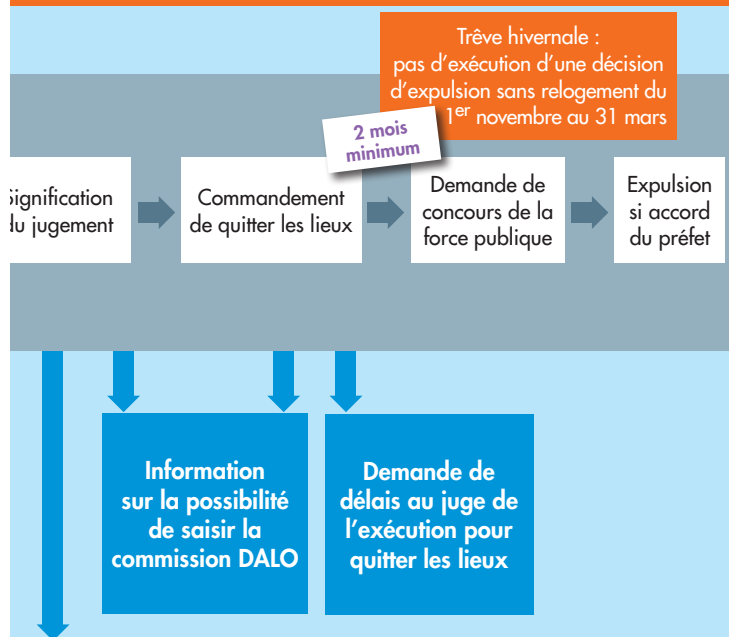 Trêve hivernale :
pas d'exécution d'une décision
d'expulsion sans relogement du
1er novembre au 31 mars
2 mois
minimum
Signification
du jugement
Commandement
de quitter les lieux
Demande de
concours de la
force publique
Expulsion
si accord
du préfet
Information
sur la possibilité
de saisir la
commission DALO
Demande de
délais au juge de
l'exécution pour
quitter les lieux